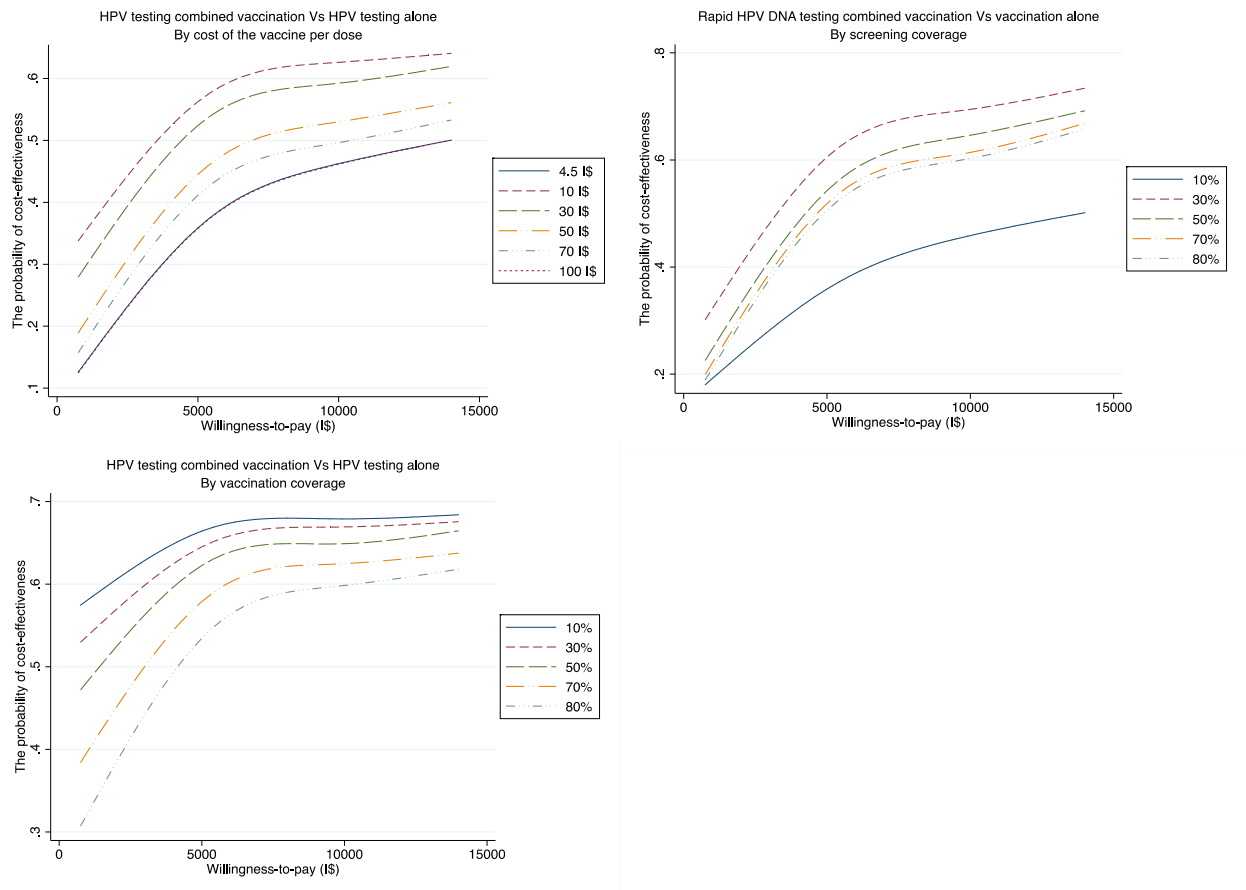 HPV testing combined vaccination Vs HPV testing alone
By cost of the vaccine per dose
The probability of cost-effectiveness
.6
.5
.4
.3
.2
.1
0
5000
10000
15000
Willingness-to-pay (I$)
4.5 I$
10 I$
30 I$
50 I$
70 I$
100 I$
Rapid HPV DNA testing combined vaccination Vs vaccination alone
By screening coverage
The probability of cost-effectiveness
.8
.6
.4
.2
0
5000
10000
15000
Willingness-to-pay (I$)
10%
30%
50%
70%
80%
HPV testing combined vaccination Vs HPV testing alone
By vaccination coverage
The probability of cost-effectiveness
.7
.6
.5
.4
.3
0
5000
10000
15000
Willingness-to-pay (I$)
10%
30%
50%
70%
80%